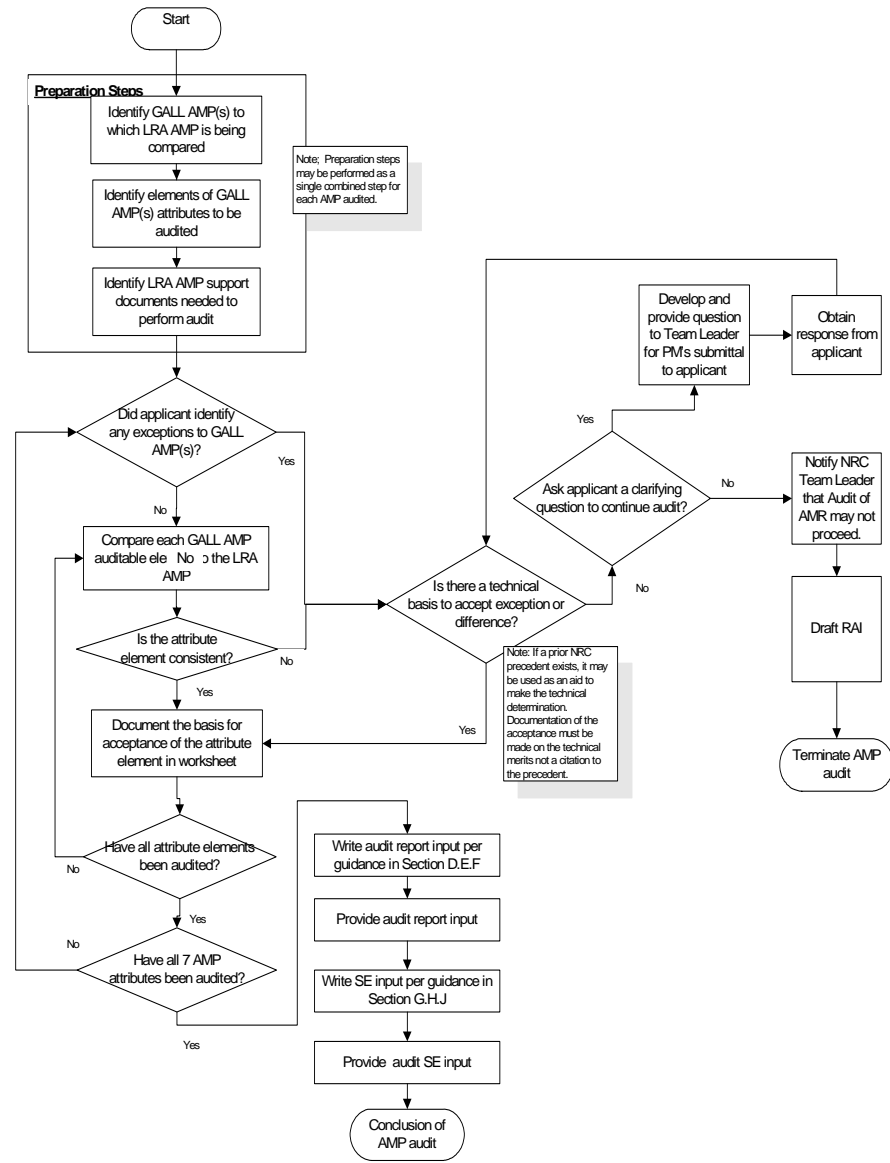 Start
Preparation Steps
Identify GALL AMP(s) to
which LRA AMP is being
compared
Note; Preparation steps
may be performed as a
single combined step for
each AMP audited.
Identify elements of GALL
AMP(s) attributes to be
audited
Identify LRA AMP support
documents needed to
perform audit
Develop and
provide question
to Team Leader
for PM's submittal
to applicant
Obtain
response from
applicant
Did applicant identify
any exceptions to GALL
AMP(s)?
Yes
No
Yes
Ask applicant a clarifying
question to continue audit?
No
No
Notify NRC
Team Leader
that Audit of
AMR may not
proceed.
Compare each GALL AMP
auditable ele No o the LRA
AMP
Is there a technical
basis to accept exception or
difference?
Draft RAI
Is the attribute
element consistent?
No
Yes
Note: If a prior NRC
precedent exists, it may
be used as an aid to
make the technical
determination.
Documentation of the
acceptance must be
made on the technical
merits not a citation to
the precedent.
Yes
Document the basis for
acceptance of the attribute
element in worksheet
Terminate AMP
audit
Have all attribute elements
been audited?
No
Yes
Write audit report input per
guidance in Section D.E.F
Provide audit report input
No
Have all 7 AMP
attributes been audited?
Yes
Write SE input per guidance in
Section G.H.J
Provide audit SE input
Conclusion of
AMP audit